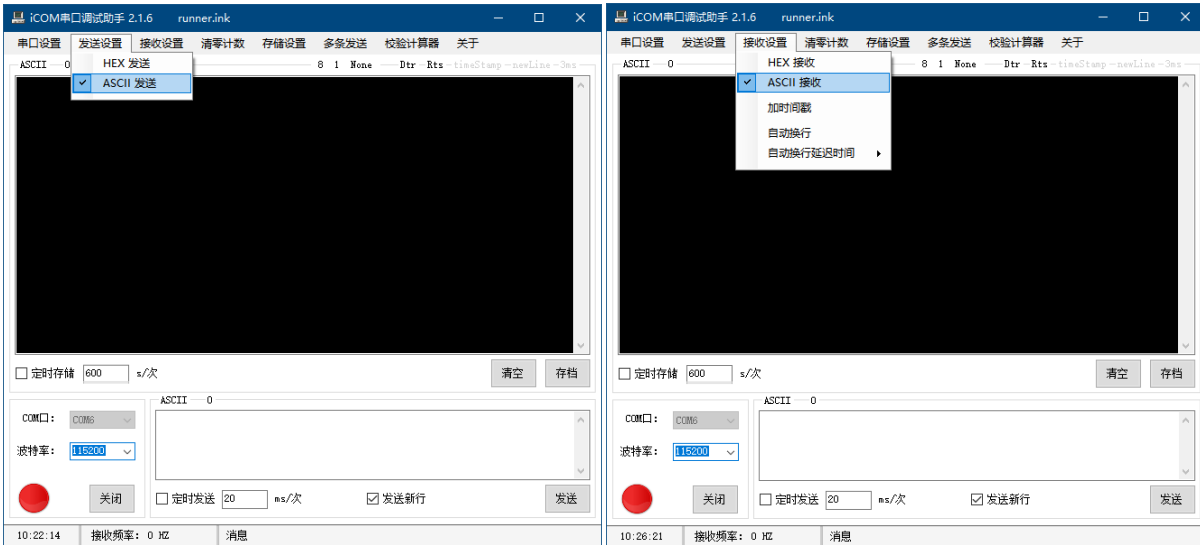 iCOM串口调试助手 2.1.6 runner.ink
串口设置 发送设置 接收设置 清零计数 存储设置 多条发送 校验计算器 关于
ASCII 0 8 1 None Dtr Rts timeStamp newLine 3ms
HEX 发送
ASCII 发送
定时存储 600 s/次 清空 存档
COM口: COM6
波特率: 115200
关闭
ASCII 0
定时发送 20 ms/次 发送新行 发送
10:22:14 接收频率: 0 HZ 消息
iCOM串口调试助手 2.1.6 runner.ink
串口设置 发送设置 接收设置 清零计数 存储设置 多条发送 校验计算器 关于
ASCII 0 8 1 None Dtr Rts timeStamp newLine 3ms
HEX 接收
ASCII 接收
加时间戳
自动换行
自动换行延迟时间
定时存储 600 s/次 清空 存档
COM口: COM6
波特率: 115200
关闭
ASCII 0
定时发送 20 ms/次 发送新行 发送
10:26:21 接收频率: 0 HZ 消息